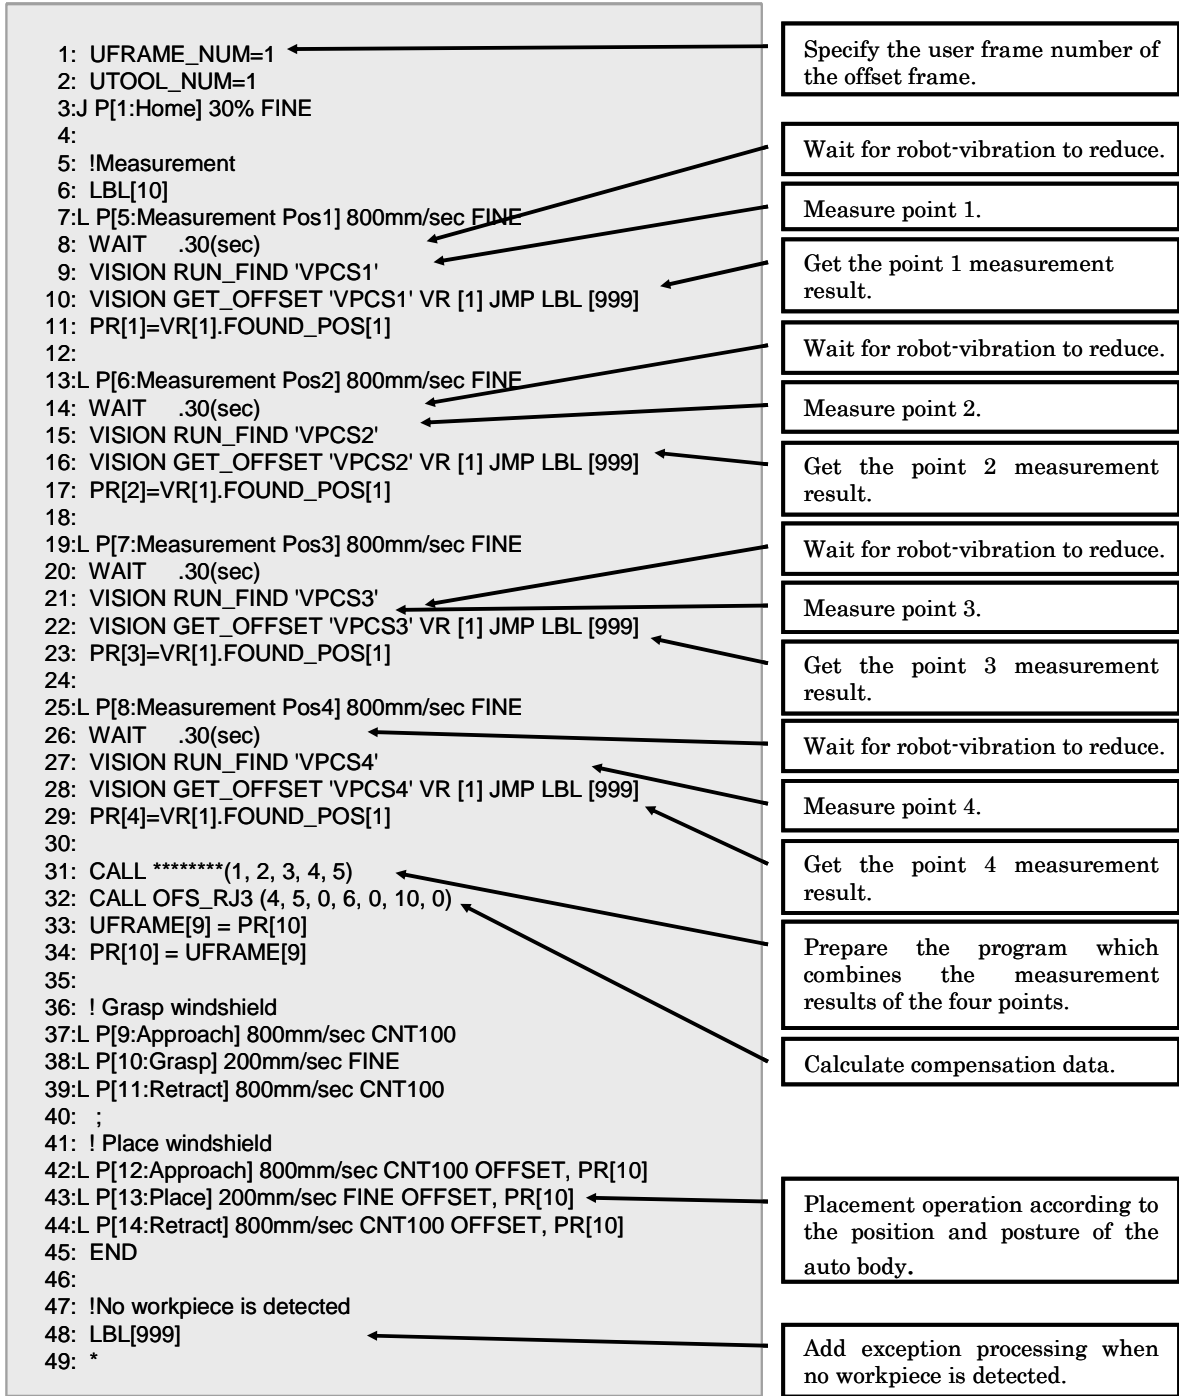 1: UFRAME_NUM=1
2: UTOOL_NUM=1
3:J P[1:Home] 30% FINE
4:
5: !Measurement
6: LBL[10]
7:L P[5:Measurement Pos1] 800mm/sec FINE
8: WAIT .30(sec)
9: VISION RUN_FIND 'VPCS1'
10: VISION GET_OFFSET 'VPCS1' VR [1] JMP LBL [999]
11: PR[1]=VR[1].FOUND_POS[1]
12:
13:L P[6:Measurement Pos2] 800mm/sec FINE
14: WAIT .30(sec)
15: VISION RUN_FIND 'VPCS2'
16: VISION GET_OFFSET 'VPCS2' VR [1] JMP LBL [999]
17: PR[2]=VR[1].FOUND_POS[1]
18:
19:L P[7:Measurement Pos3] 800mm/sec FINE
20: WAIT .30(sec)
21: VISION RUN_FIND 'VPCS3'
22: VISION GET_OFFSET 'VPCS3' VR [1] JMP LBL [999]
23: PR[3]=VR[1].FOUND_POS[1]
24:
25:L P[8:Measurement Pos4] 800mm/sec FINE
26: WAIT .30(sec)
27: VISION RUN_FIND 'VPCS4'
28: VISION GET_OFFSET 'VPCS4' VR [1] JMP LBL [999]
29: PR[4]=VR[1].FOUND_POS[1]
30:
31: CALL ********(1, 2, 3, 4, 5)
32: CALL OFS_RJ3 (4, 5, 0, 6, 0, 10, 0)
33: UFRAME[9] = PR[10]
34: PR[10] = UFRAME[9]
35:
36: ! Grasp windshield
37:L P[9:Approach] 800mm/sec CNT100
38:L P[10:Grasp] 200mm/sec FINE
39:L P[11:Retract] 800mm/sec CNT100
40: ;
41: ! Place windshield
42:L P[12:Approach] 800mm/sec CNT100 OFFSET, PR[10]
43:L P[13:Place] 200mm/sec FINE OFFSET, PR[10]
44:L P[14:Retract] 800mm/sec CNT100 OFFSET, PR[10]
45: END
46:
47: !No workpiece is detected
48: LBL[999]
49: *
Specify the user frame number of
the offset frame.
Wait for robot-vibration to reduce.
Measure point 1.
Get the point 1 measurement
result.
Wait for robot-vibration to reduce.
Measure point 2.
Get the point 2 measurement
result.
Wait for robot-vibration to reduce.
Measure point 3.
Get the point 3 measurement
result.
Wait for robot-vibration to reduce.
Measure point 4.
Get the point 4 measurement
result.
Prepare the program which
combines the measurement
results of the four points.
Calculate compensation data.
Placement operation according to
the position and posture of the
auto body.
Add exception processing when
no workpiece is detected.